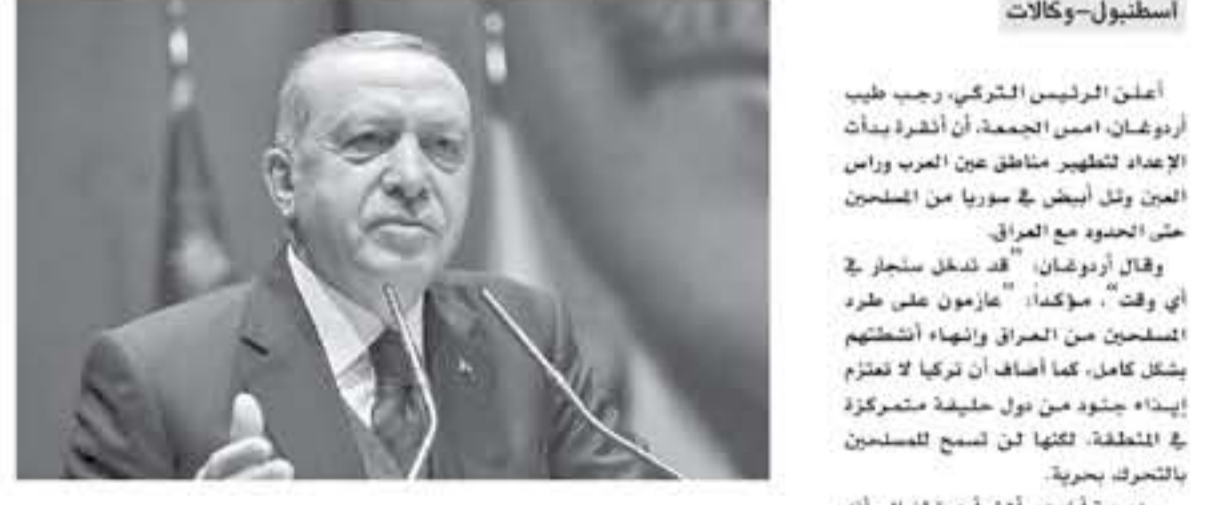 اسطنبول-وكالات
أعلن الرئيس التركي، رجب طيب
أردوغان، امس الجمعة، أن أنقرة بدأت
الإعداد لتطهير مناطق عين العرب وراس
العين وتل أبيض في سوريا من المسلحين
حتى الحدود مع العراق.
وقال أردوغان: "قد ندخل سنجار في
أي وقت"، مؤكداً: "عازمون على طرد
المسلحين من العراق وإنهاء أنشطتهم
بشكل كامل، كما أضاف أن تركيا لا تعتزم
إيذاء جنود من دول حليفة متمركزة
في المنطقة، لكنها لن تسمح للمسلحين
بالتحرك بحرية.